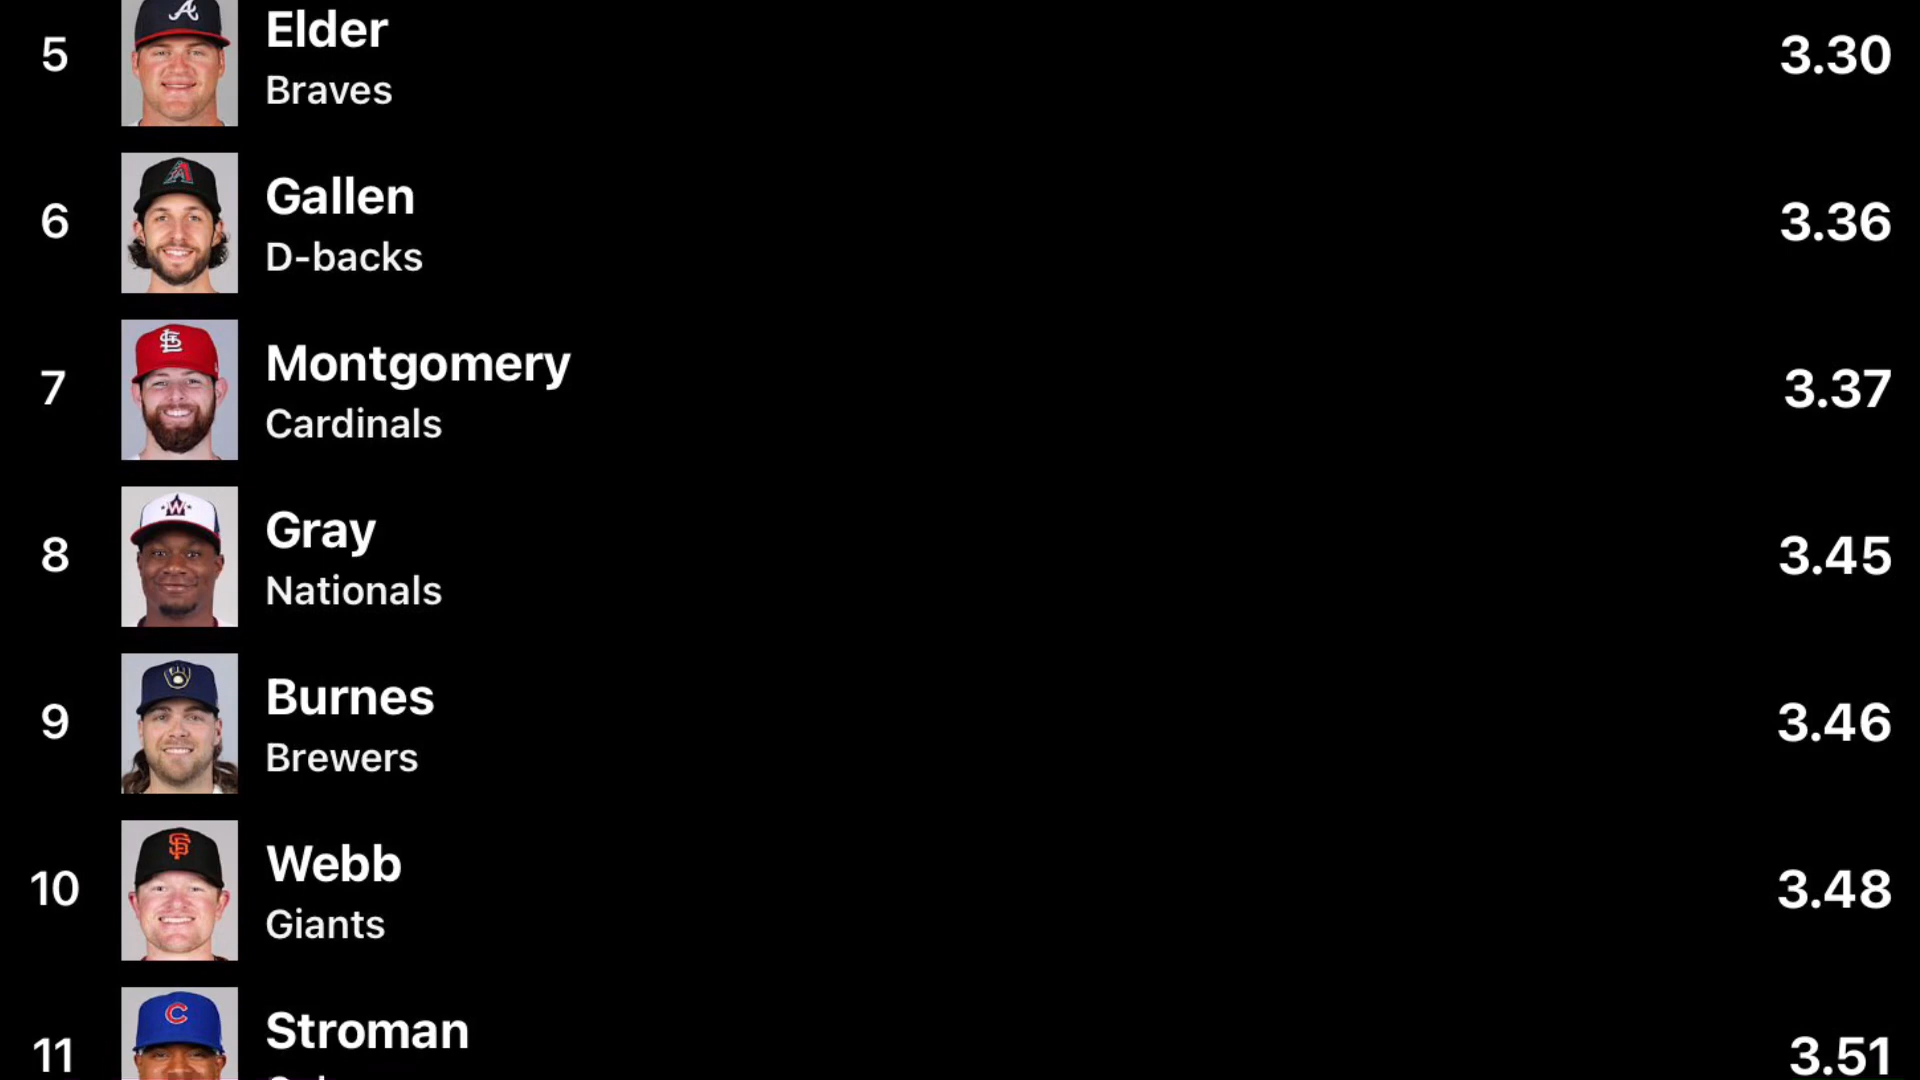 5
Elder
3.30
Braves
6
Gallen
3.36
D-backs
7
Montgomery
3.37
Cardinals
8
Gray
3.45
Nationals
9
Burnes
3.46
Brewers
10
Webb
3.48
Giants
11
Stroman
3.51